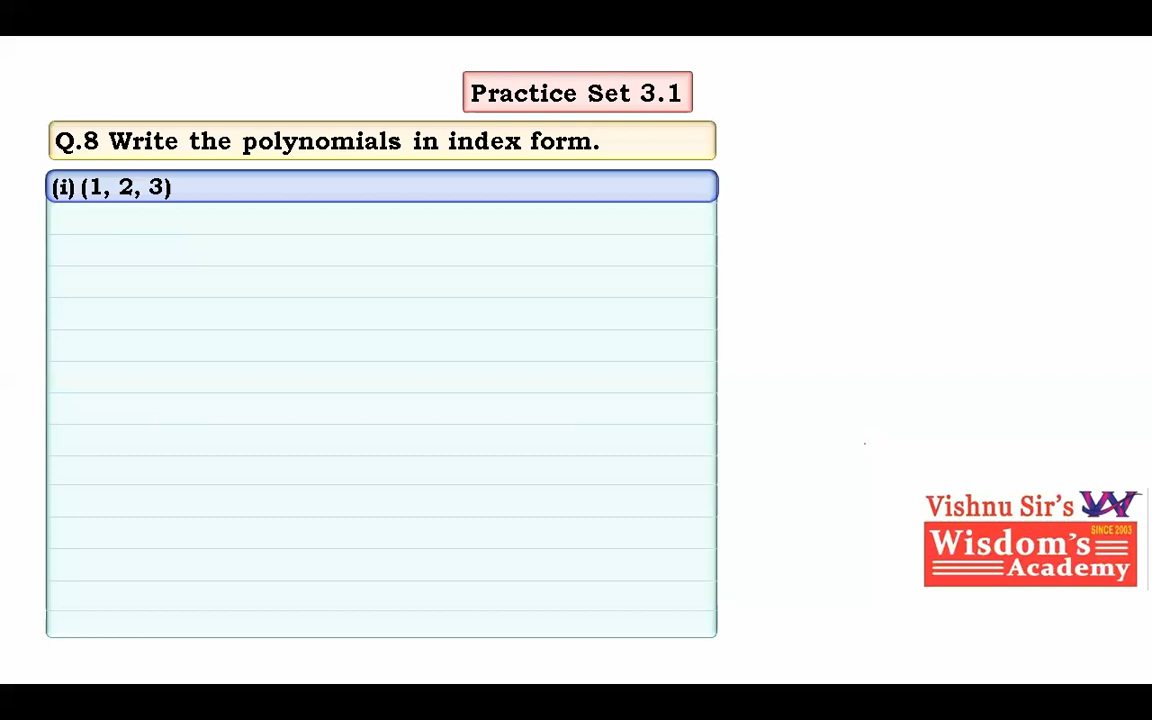 Practice Set 3.1
Q.8 Write the polynomials in index form.
(i) (1, 2, 3)
Vishnu Sir's
SINCE 2003
Wisdom's
Academy